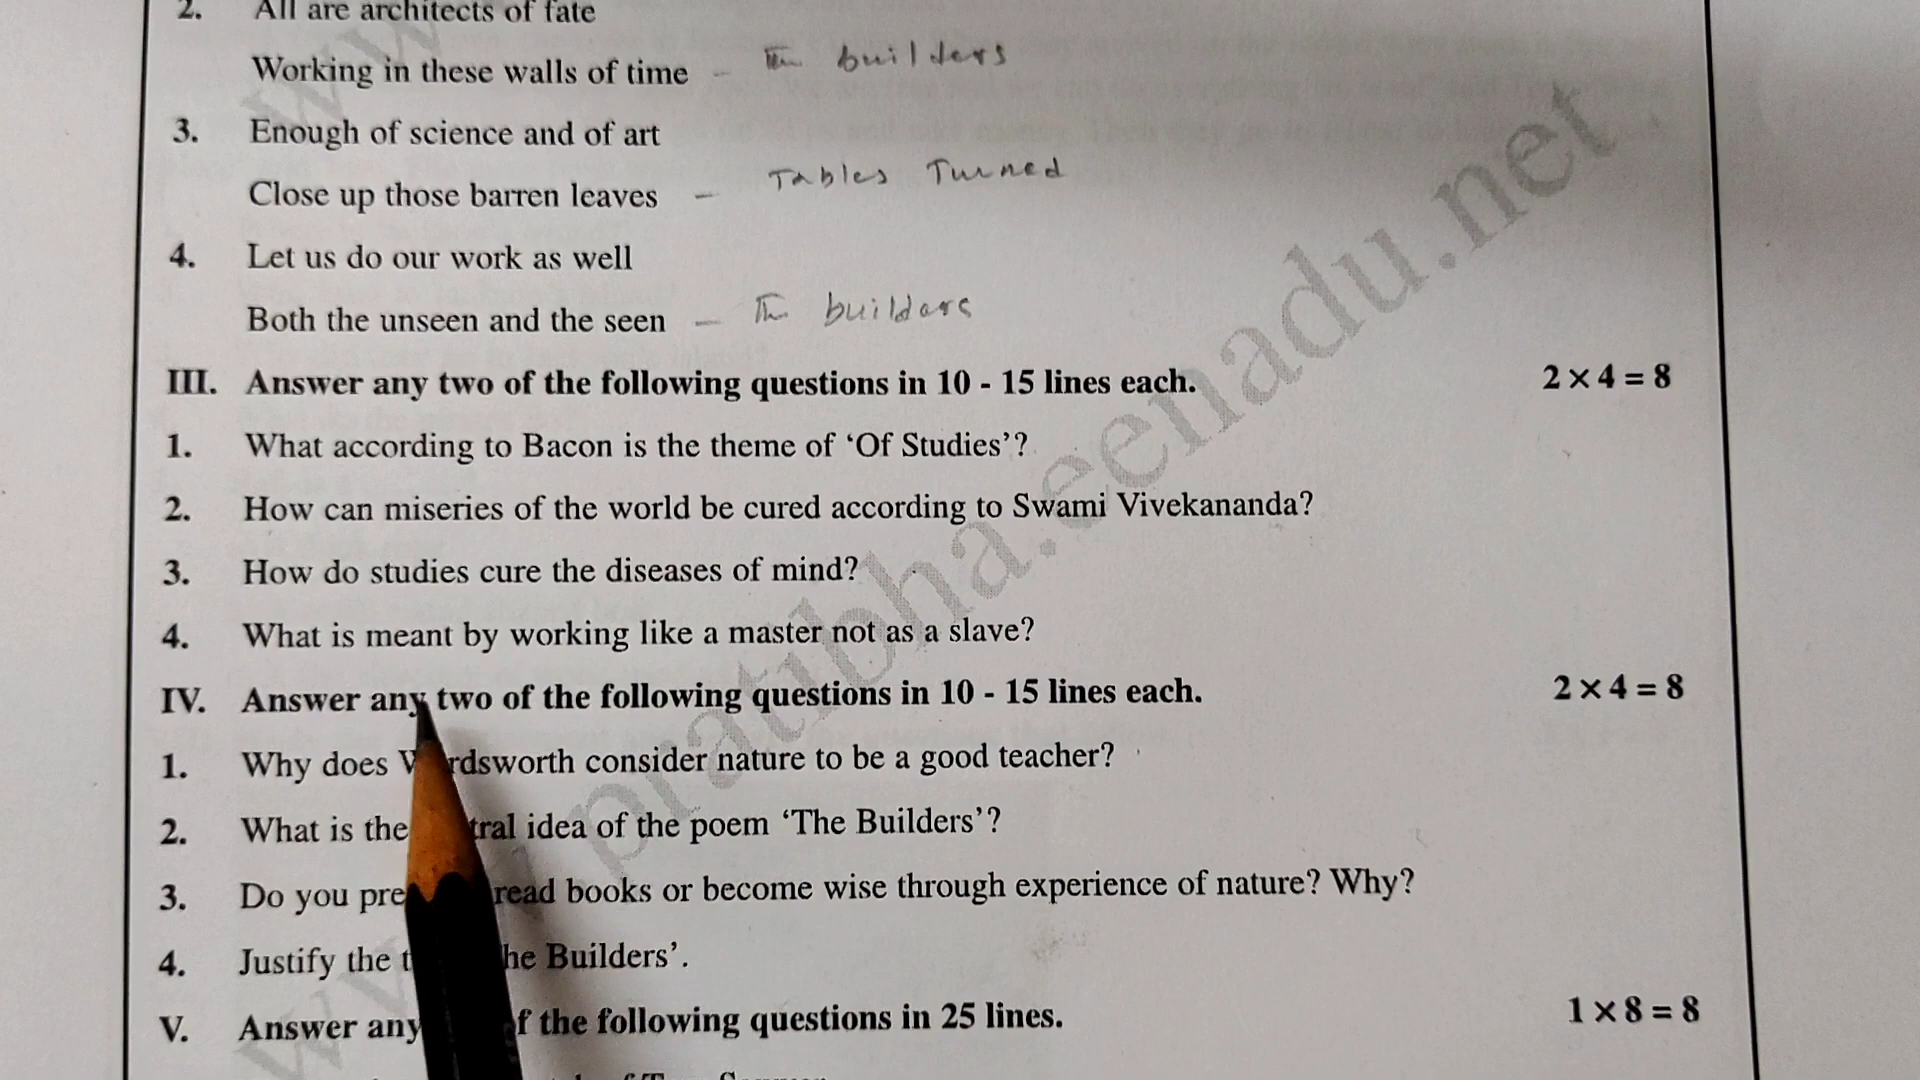 2. All are architects of fate
Working in these walls of time - The builders
3. Enough of science and of art
Close up those barren leaves - Tables Turned
4. Let us do our work as well
Both the unseen and the seen - The builders
III. Answer any two of the following questions in 10 - 15 lines each. 2 × 4 = 8
1. What according to Bacon is the theme of ‘Of Studies’?
2. How can miseries of the world be cured according to Swami Vivekananda?
3. How do studies cure the diseases of mind?
4. What is meant by working like a master not as a slave?
IV. Answer any two of the following questions in 10 - 15 lines each. 2 × 4 = 8
1. Why does Wordsworth consider nature to be a good teacher?
2. What is the idea of the poem ‘The Builders’?
3. Do you read books or become wise through experience of nature? Why?
4. Justify the Builders’.
V. Answer any of the following questions in 25 lines. 1 × 8 = 8
www.pratibha.eenadu.net